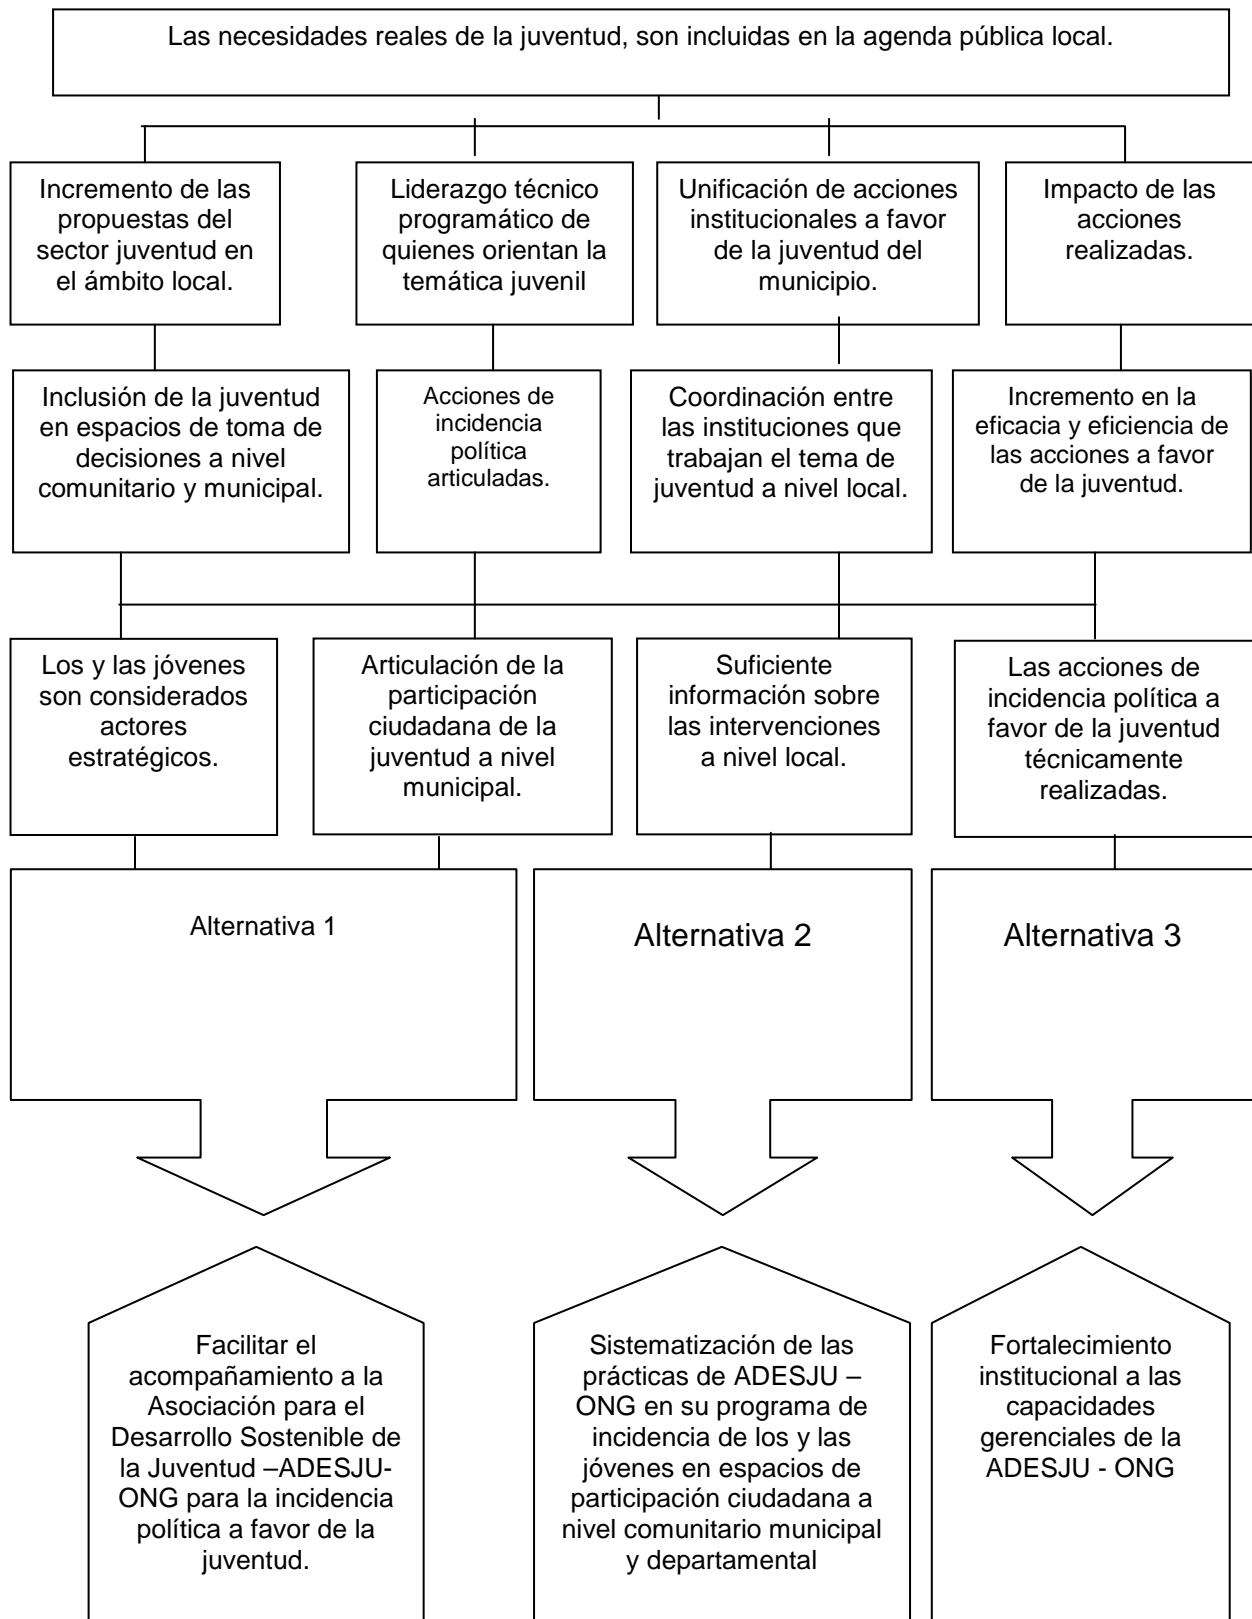 Las necesidades reales de la juventud, son incluidas en la agenda pública local.
Incremento de las
propuestas del
sector juventud en
el ámbito local.
Liderazgo técnico
programático de
quienes orientan la
temática juvenil
Unificación de acciones
institucionales a favor
de la juventud del
municipio.
Impacto de las
acciones
realizadas.
Inclusión de la juventud
en espacios de toma de
decisiones a nivel
comunitario y municipal.
Acciones de
incidencia
política
articuladas.
Coordinación entre
las instituciones que
trabajan el tema de
juventud a nivel local.
Incremento en la
eficacia y eficiencia de
las acciones a favor
de la juventud.
Los y las jóvenes
son considerados
actores
estratégicos.
Articulación de la
participación
ciudadana de la
juventud a nivel
municipal.
Suficiente
información sobre
las intervenciones
a nivel local.
Las acciones de
incidencia política a
favor de la juventud
técnicamente
realizadas.
Alternativa 1
Alternativa 2
Alternativa 3
Facilitar el
acompañamiento a la
Asociación para el
Desarrollo Sostenible de
la Juventud –ADESJU-
ONG para la incidencia
política a favor de la
juventud.
Sistematización de las
prácticas de ADESJU –
ONG en su programa de
incidencia de los y las
jóvenes en espacios de
participación ciudadana a
nivel comunitario municipal
y departamental
Fortalecimiento
institucional a las
capacidades
gerenciales de la
ADESJU - ONG